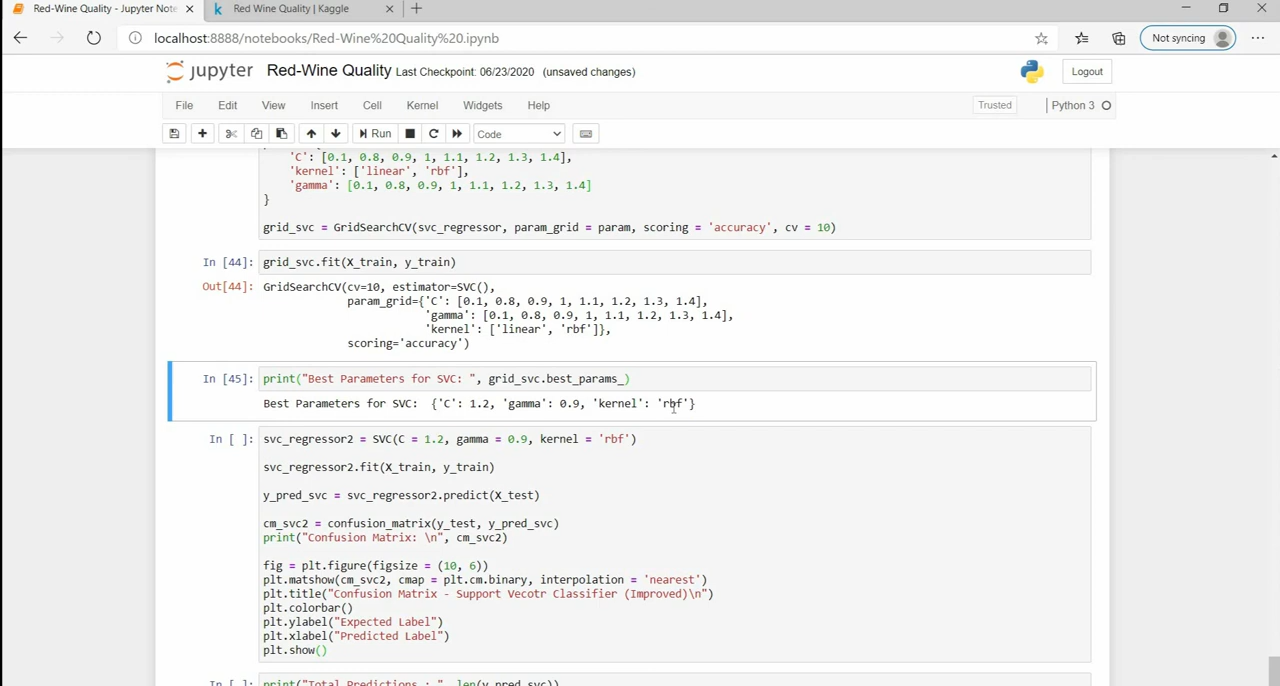 Red-Wine Quality - Jupyter Note
Red Wine Quality | Kaggle
localhost:8888/notebooks/Red-Wine%20Quality%20.ipynb
Not syncing
jupyter Red-Wine Quality Last Checkpoint: 06/23/2020 (unsaved changes)
Logout
File Edit View Insert Cell Kernel Widgets Help
Trusted
Python 3
Run
Code
'C': [0.1, 0.8, 0.9, 1, 1.1, 1.2, 1.3, 1.4],
'kernel': ['linear', 'rbf'],
'gamma': [0.1, 0.8, 0.9, 1, 1.1, 1.2, 1.3, 1.4]
}
grid_svc = GridSearchCV(svc_regressor, param_grid = param, scoring = 'accuracy', cv = 10)
In [44]: grid_svc.fit(X_train, y_train)
Out[44]: GridSearchCV(cv=10, estimator=SVC(),
param_grid={'C': [0.1, 0.8, 0.9, 1, 1.1, 1.2, 1.3, 1.4],
'gamma': [0.1, 0.8, 0.9, 1, 1.1, 1.2, 1.3, 1.4],
'kernel': ['linear', 'rbf']},
scoring='accuracy')
In [45]: print("Best Parameters for SVC: ", grid_svc.best_params_)
Best Parameters for SVC:  {'C': 1.2, 'gamma': 0.9, 'kernel': 'rbf'}
In [ ]: svc_regressor2 = SVC(C = 1.2, gamma = 0.9, kernel = 'rbf')
svc_regressor2.fit(X_train, y_train)
y_pred_svc = svc_regressor2.predict(X_test)
cm_svc2 = confusion_matrix(y_test, y_pred_svc)
print("Confusion Matrix: \n", cm_svc2)
fig = plt.figure(figsize = (10, 6))
plt.matshow(cm_svc2, cmap = plt.cm.binary, interpolation = 'nearest')
plt.title("Confusion Matrix - Support Vecotr Classifier (Improved)\n")
plt.colorbar()
plt.ylabel("Expected Label")
plt.xlabel("Predicted Label")
plt.show()
In [ ]: print("Total Predictions : ", len(y_pred_svc))